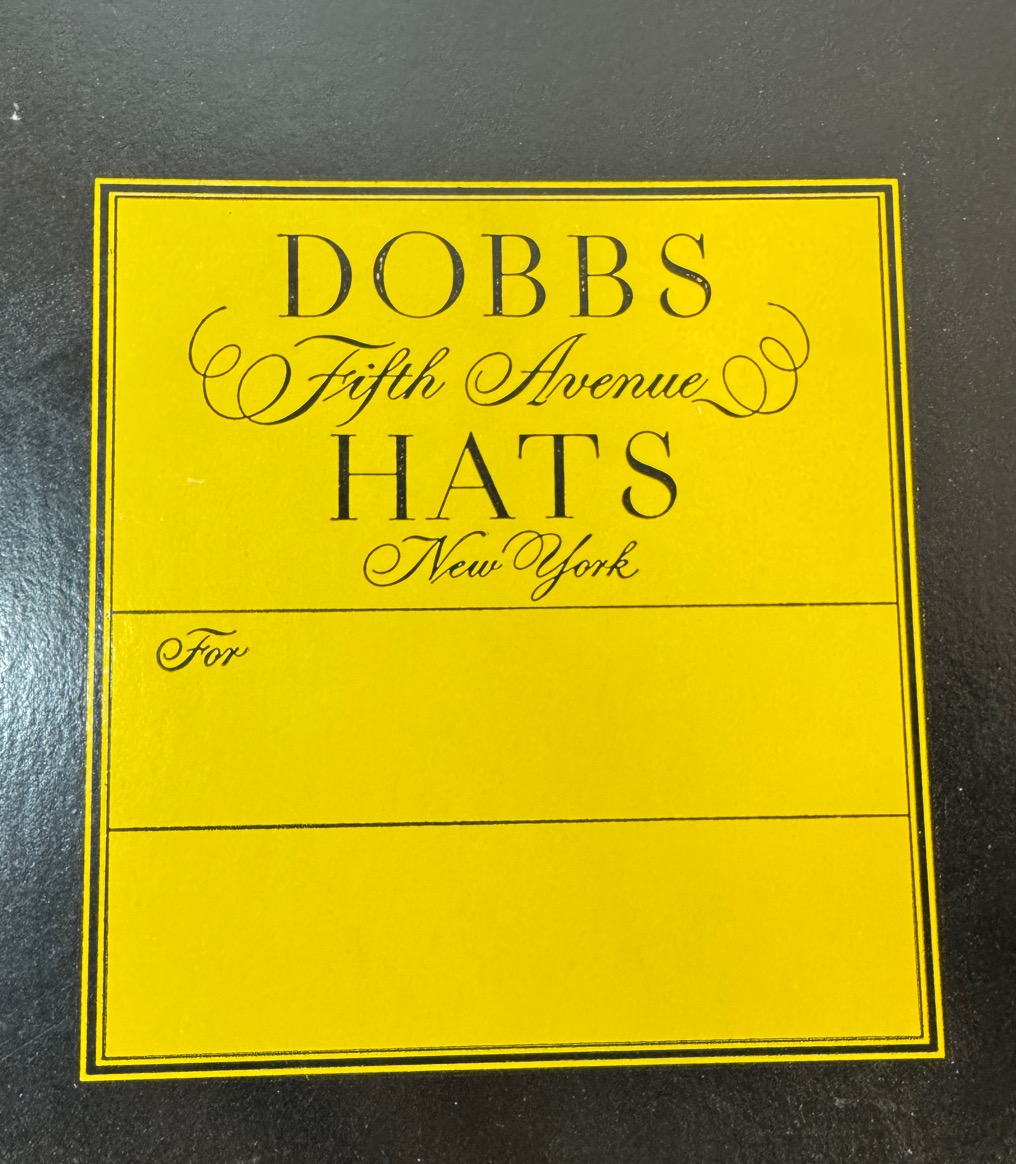 DOBBS
Fifth Avenue
HATS
New York
For